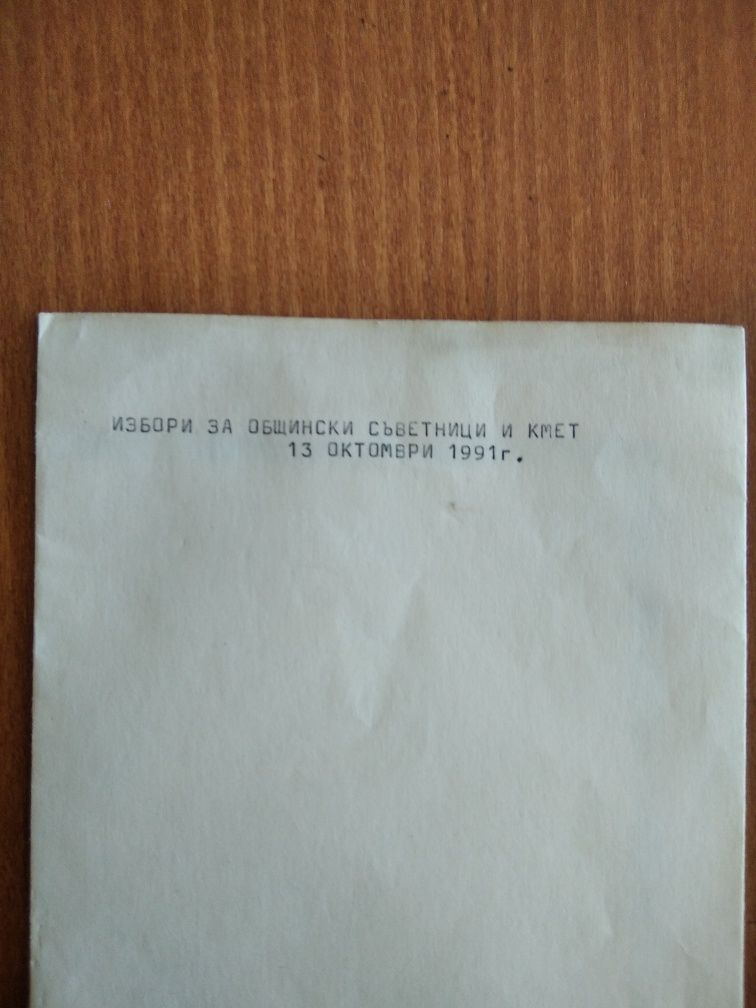 ИЗБОРИ ЗА ОБЩИНСКИ СЪВЕТНИЦИ И КМЕТ
13 ОКТОМВРИ 1991г.